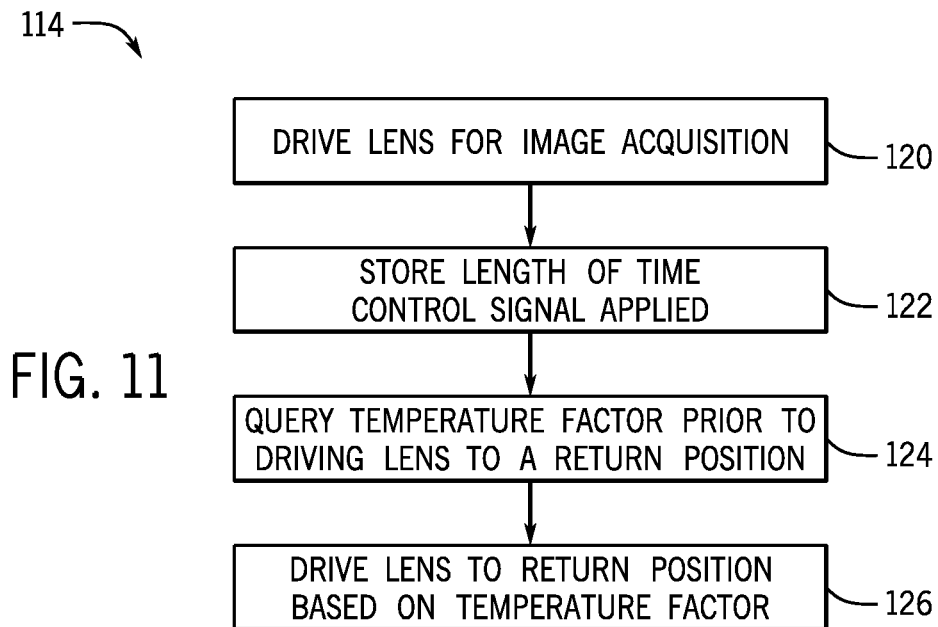 114
DRIVE LENS FOR IMAGE ACQUISITION
120
STORE LENGTH OF TIME
CONTROL SIGNAL APPLIED
122
FIG. 11
QUERY TEMPERATURE FACTOR PRIOR TO
DRIVING LENS TO A RETURN POSITION
124
DRIVE LENS TO RETURN POSITION
BASED ON TEMPERATURE FACTOR
126